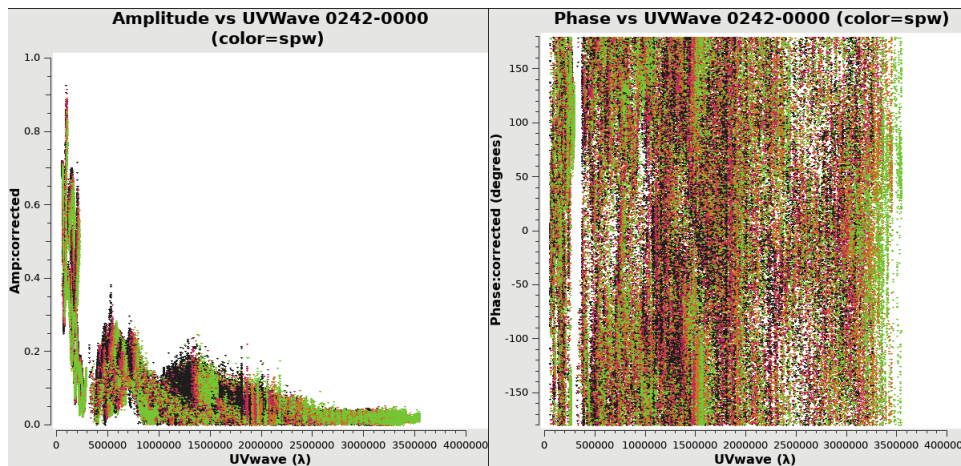 Amplitude vs UVWave 0242-0000
(color=spw)
1.0
0.8
0.6
0.4
0.2
0.0
Amp:corrected
0 500000 1000000 1500000 2000000 2500000 3000000 3500000 4000000
UVwave (λ)
Phase vs UVWave 0242-0000 (color=spw)
150
100
50
0
-50
-100
-150
Phase:corrected (degrees)
0 500000 1000000 1500000 2000000 2500000 3000000 3500000 4000000
UVwave (λ)